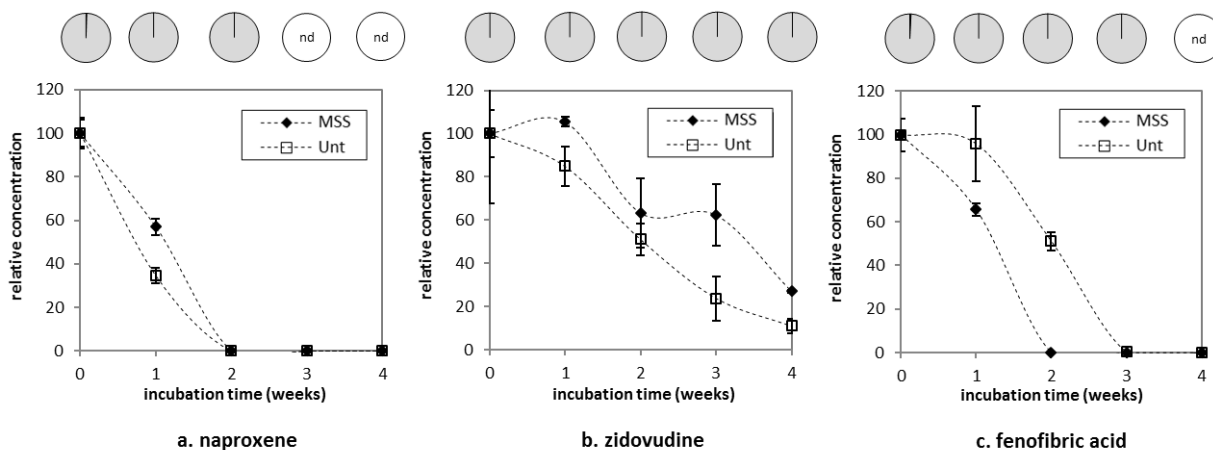 nd
nd
nd
120
100
80
60
40
20
0
relative concentration
MSS
Unt
0 1 2 3 4
incubation time (weeks)
a. naproxene
120
100
80
60
40
20
0
relative concentration
MSS
Unt
0 1 2 3 4
incubation time (weeks)
b. zidovudine
120
100
80
60
40
20
0
relative concentration
MSS
Unt
0 1 2 3 4
incubation time (weeks)
c. fenofibric acid